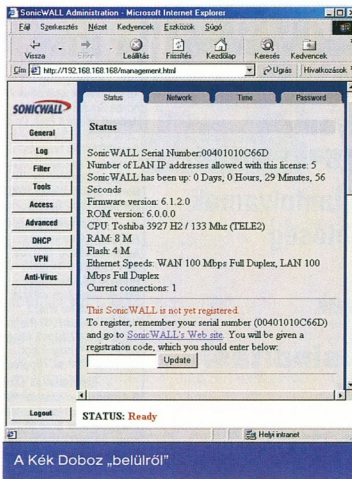 SonicWALL Administration - Microsoft Internet Explorer
Fájl Szerkesztés Nézet Kedvencek Eszközök Súgó
Vissza Leállítás Frissítés Kezdőlap Keresés Kedvencek
Cím http://192.168.168.168/management.html Ugrás Hivatkozások
SONICWALL
Status Network Time Password
General
Log
Filter
Tools
Access
Advanced
DHCP
VPN
Anti-Virus
Logout
Status
SonicWALL Serial Number:00401010C66D
Number of LAN IP addresses allowed with this license: 5
SonicWALL has been up: 0 Days, 0 Hours, 29 Minutes, 56
Seconds
Firmware version: 6.1.2.0
ROM version: 6.0.0.0
CPU: Toshiba 3927 H2 / 133 Mhz (TELE2)
RAM: 8 M
Flash: 4 M
Ethernet Speeds: WAN 100 Mbps Full Duplex, LAN 100
Mbps Full Duplex
Current connections: 1
This SonicWALL is not yet registered.
To register, remember your serial number (00401010C66D)
and go to SonicWALL's Web site. You will be given a
registration code, which you should enter below:
Update
STATUS: Ready
Helyi intranet
A Kék Doboz „belülről”